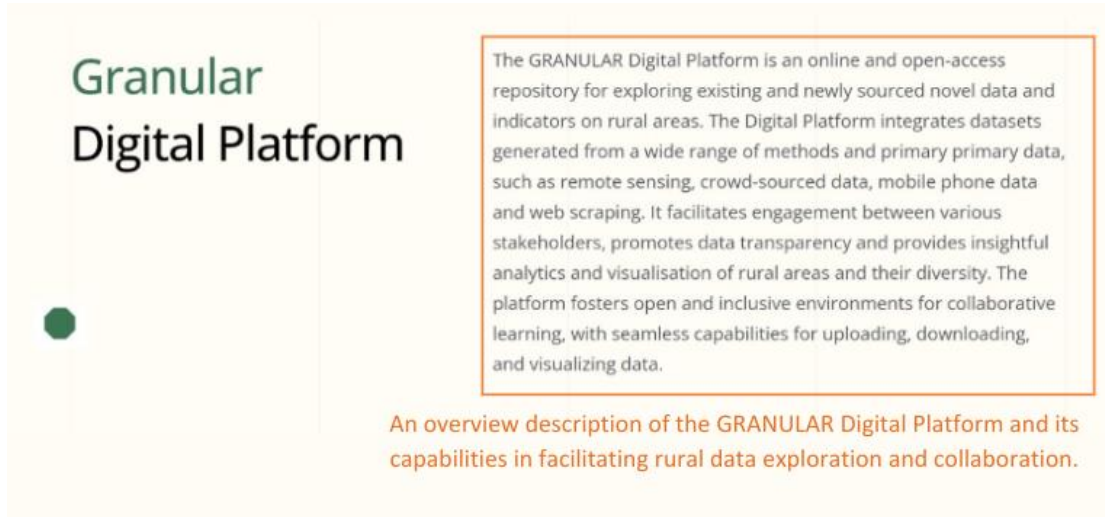 Granular
Digital Platform
The GRANULAR Digital Platform is an online and open-access
repository for exploring existing and newly sourced novel data and
indicators on rural areas. The Digital Platform integrates datasets
generated from a wide range of methods and primary primary data,
such as remote sensing, crowd-sourced data, mobile phone data
and web scraping. It facilitates engagement between various
stakeholders, promotes data transparency and provides insightful
analytics and visualisation of rural areas and their diversity. The
platform fosters open and inclusive environments for collaborative
learning, with seamless capabilities for uploading, downloading,
and visualizing data.
An overview description of the GRANULAR Digital Platform and its
capabilities in facilitating rural data exploration and collaboration.